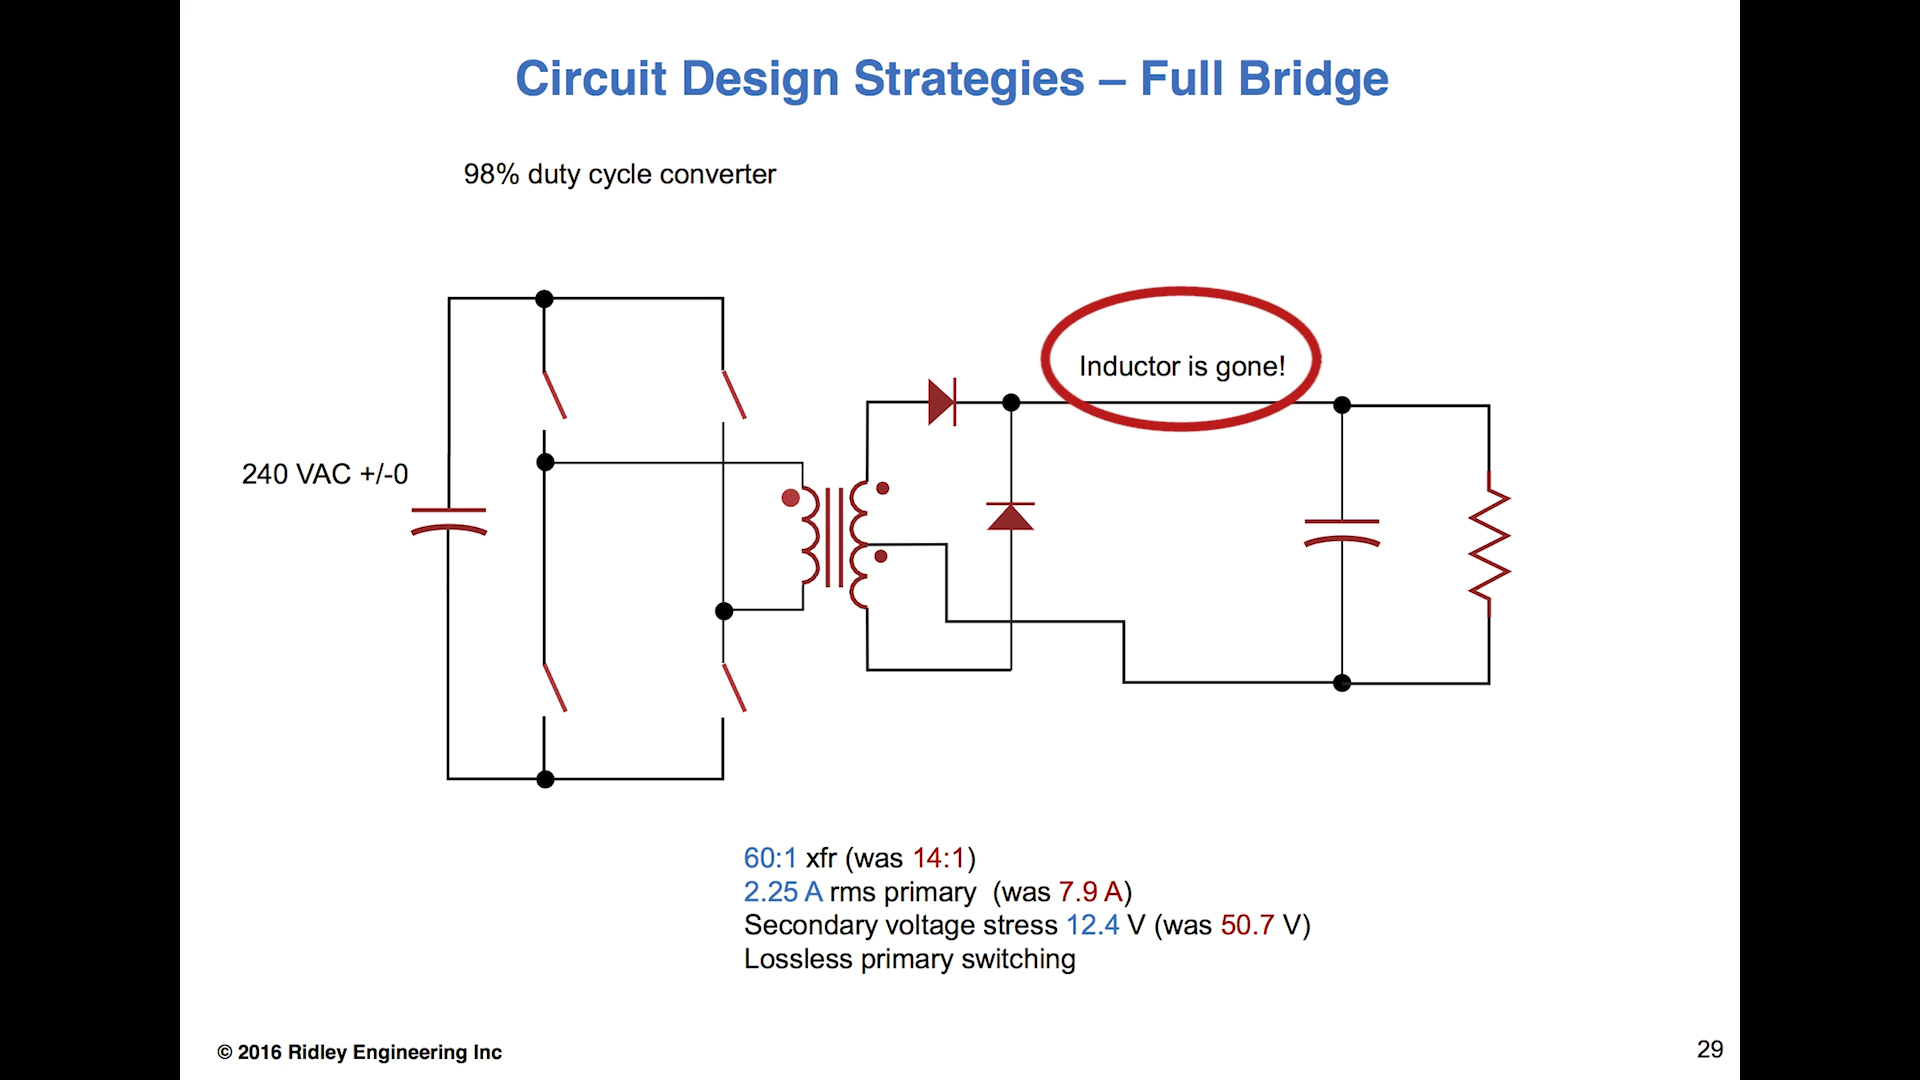 Circuit Design Strategies – Full Bridge
98% duty cycle converter
Inductor is gone!
240 VAC +/-0
60:1 xfr (was 14:1)
2.25 A rms primary (was 7.9 A)
Secondary voltage stress 12.4 V (was 50.7 V)
Lossless primary switching
© 2016 Ridley Engineering Inc
29